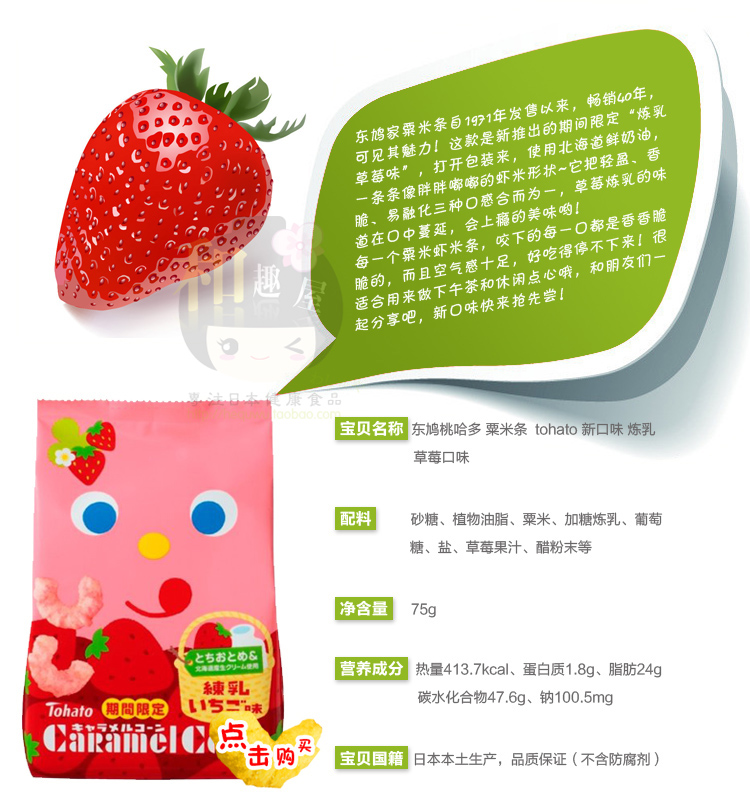 东鸠家粟米条自1971年发售以来，畅销40年，
可见其魅力！这款是新推出的期间限定“炼乳
草莓味”，打开包装来，使用北海道鲜奶油，
一条条像胖胖嘟嘟的虾米形状~它把轻盈、香
脆、易融化三种口感合而为一，草莓炼乳的味
道在口中蔓延，会上瘾的美味哟！
每一个粟米虾米条，咬下的每一口都是香香脆
脆的，而且空气感十足，好吃得停不下来！很
适合用来做下午茶和休闲点心哦，和朋友们一
起分享吧，新口味快来抢先尝！
趣屋
专注日本健康食品
taobao.com
宝贝名称 东鸠桃哈多 粟米条 tohato 新口味 炼乳
草莓口味
配料 砂糖、植物油脂、粟米、加糖炼乳、葡萄
糖、盐、草莓果汁、醋粉末等
净含量 75g
营养成分 热量413.7kcal、蛋白质1.8g、脂肪24g
碳水化合物47.6g、钠100.5mg
宝贝国籍 日本本土生产，品质保证（不含防腐剂）
とちおとめ&
北海道産生クリーム使用
練乳
いちご味
Tohato 期間限定
キャラメルコーン
Caramel Co
点击购买